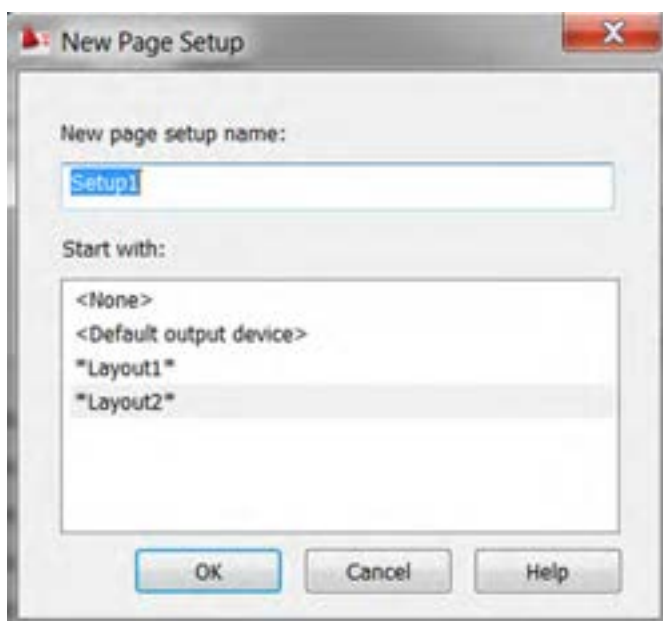 New Page Setup
New page setup name:
Setup1
Start with:
<None>
<Default output device>
*Layout1*
*Layout2*
OK Cancel Help